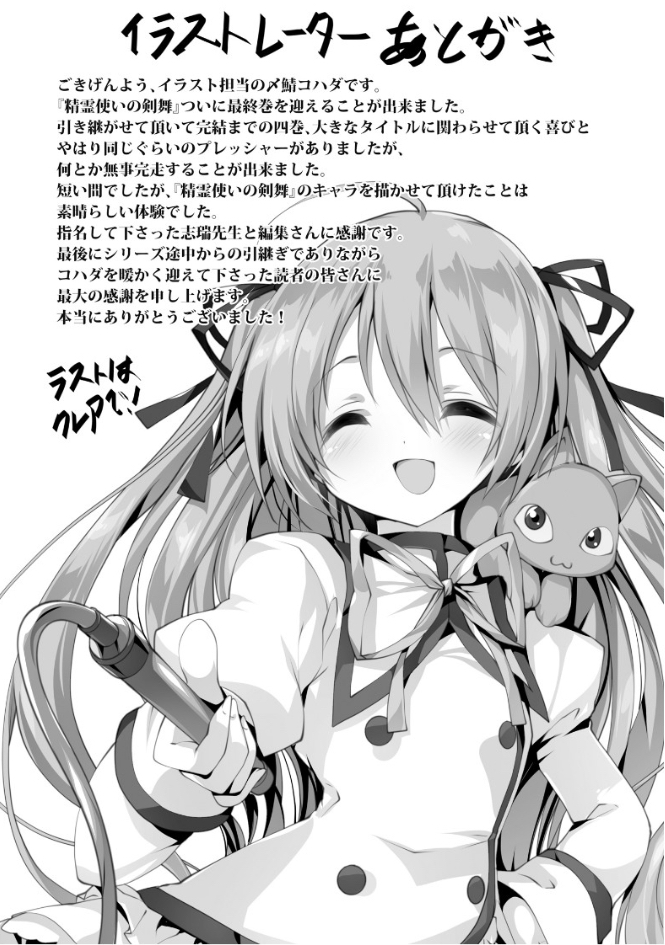 イラストレーターあとがき
ごきげんよう、イラスト担当の〆鯖コハダです。
『精霊使いの剣舞』ついに最終巻を迎えることが出来ました。
引き継がせて頂いて完結までの四巻、大きなタイトルに関わらせて頂く喜びと
やはり同じぐらいのプレッシャーがありましたが、
何とか無事完走することが出来ました。
短い間でしたが、『精霊使いの剣舞』のキャラを描かせて頂けたことは
素晴らしい体験でした。
指名して下さった志瑞先生と編集さんに感謝です。
最後にシリーズ途中からの引継ぎでありながら
コハダを暖かく迎えて下さった読者の皆さんに
最大の感謝を申し上げます。
本当にありがとうございました！
ラストは
クレアで！